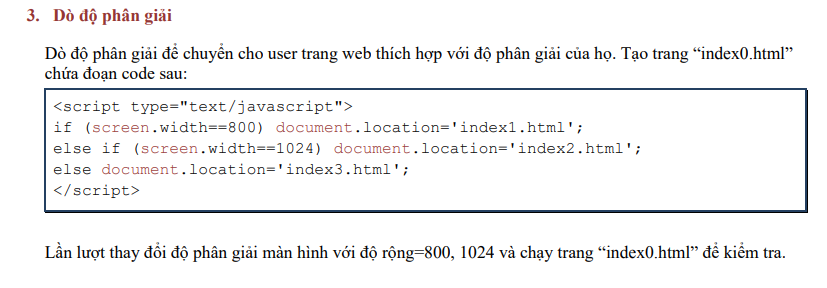 3. Dò độ phân giải
Dò độ phân giải để chuyển cho user trang web thích hợp với độ phân giải của họ. Tạo trang “index0.html”
chứa đoạn code sau:
<script type="text/javascript">
if (screen.width==800) document.location='index1.html';
else if (screen.width==1024) document.location='index2.html';
else document.location='index3.html';
</script>
Lần lượt thay đổi độ phân giải màn hình với độ rộng=800, 1024 và chạy trang “index0.html” để kiểm tra.